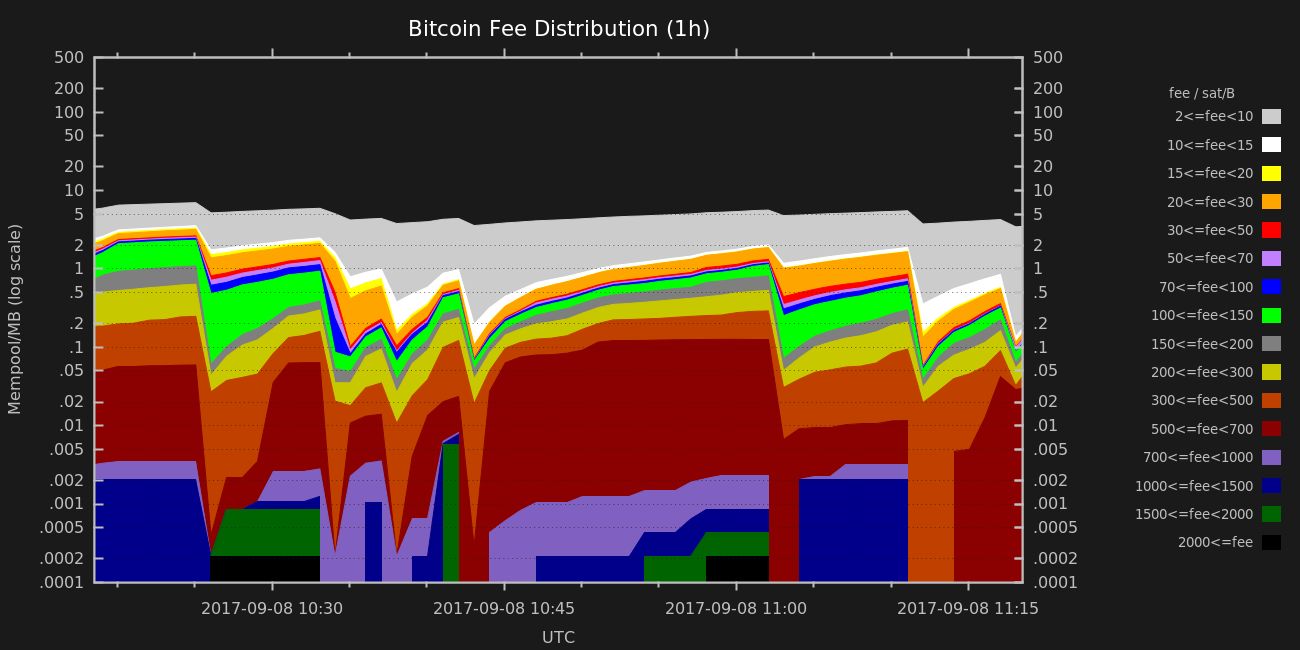 Bitcoin Fee Distribution (1h)
500
200
100
50
20
10
5
2
1
.5
.2
.1
.05
.02
.01
.005
.002
.001
.0005
.0002
.0001
Mempool/MB (log scale)
500
200
100
50
20
10
5
2
1
.5
.2
.1
.05
.02
.01
.005
.002
.001
.0005
.0002
.0001
2017-09-08 10:30
2017-09-08 10:45
2017-09-08 11:00
2017-09-08 11:15
UTC
fee / sat/B
2<=fee<10
10<=fee<15
15<=fee<20
20<=fee<30
30<=fee<50
50<=fee<70
70<=fee<100
100<=fee<150
150<=fee<200
200<=fee<300
300<=fee<500
500<=fee<700
700<=fee<1000
1000<=fee<1500
1500<=fee<2000
2000<=fee